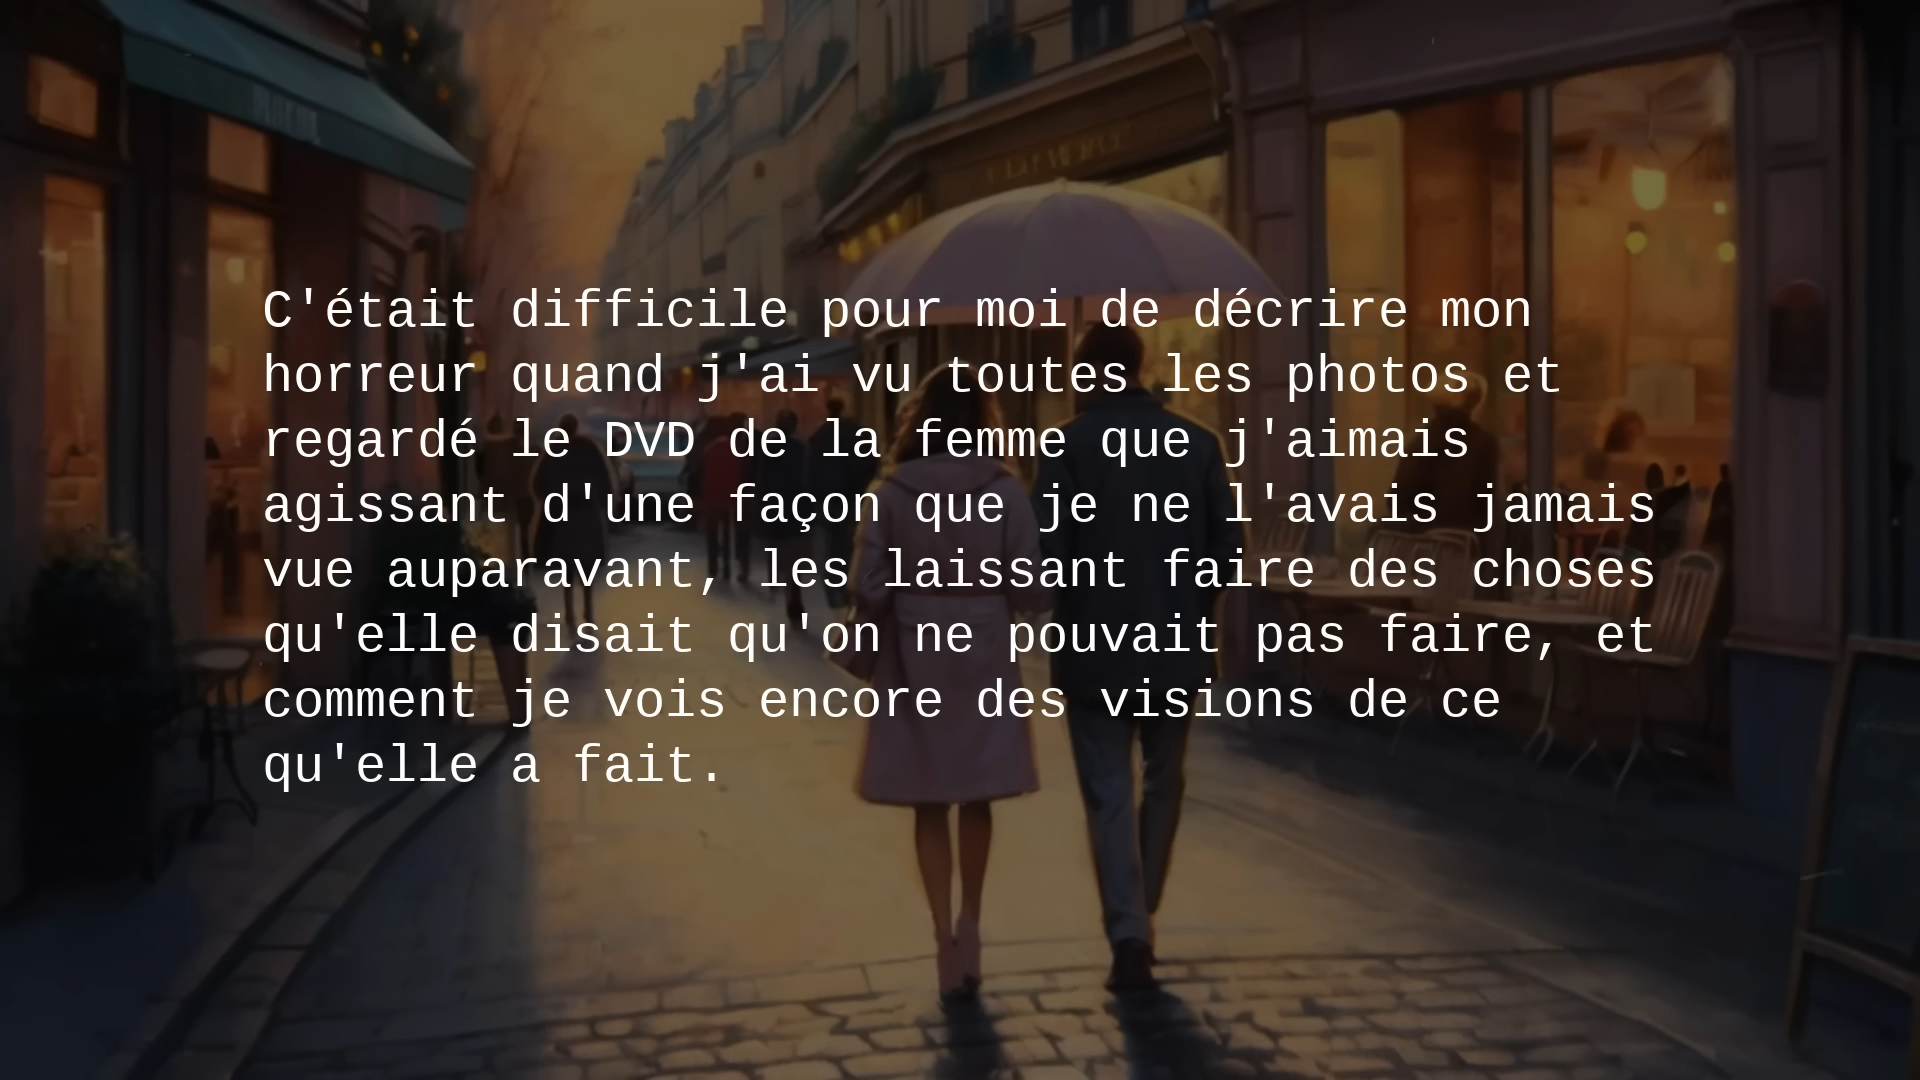 C'était difficile pour moi de décrire mon
horreur quand j'ai vu toutes les photos et
regardé le DVD de la femme que j'aimais
agissant d'une façon que je ne l'avais jamais
vue auparavant, les laissant faire des choses
qu'elle disait qu'on ne pouvait pas faire, et
comment je vois encore des visions de ce
qu'elle a fait.